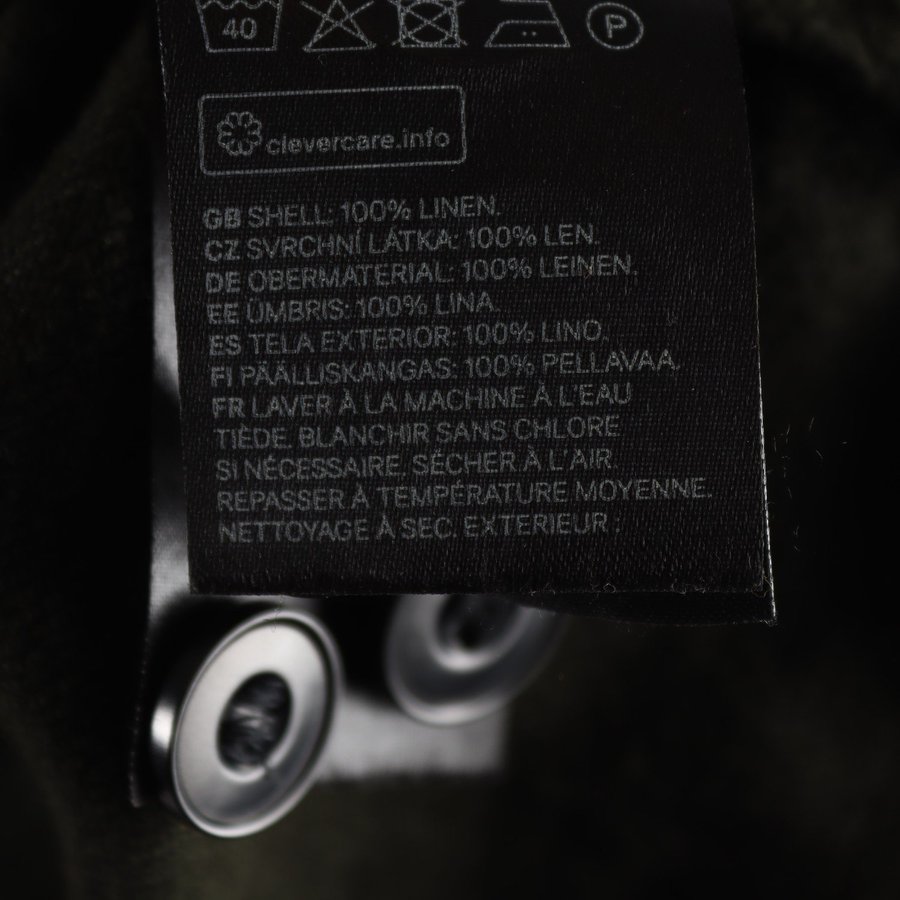 40
P
clevercare.info
GB SHELL: 100% LINEN.
CZ SVRCHNÍ LÁTKA: 100% LEN.
DE OBERMATERIAL: 100% LEINEN.
EE ÜMBRIS: 100% LINA.
ES TELA EXTERIOR: 100% LINO.
FI PÄÄLLISKANGAS: 100% PELLAVAA.
FR LAVER À LA MACHINE À L'EAU
TIÈDE. BLANCHIR SANS CHLORE
SI NÉCESSAIRE. SÉCHER À L'AIR.
REPASSER À TEMPÉRATURE MOYENNE.
NETTOYAGE À SEC. EXTERIEUR :